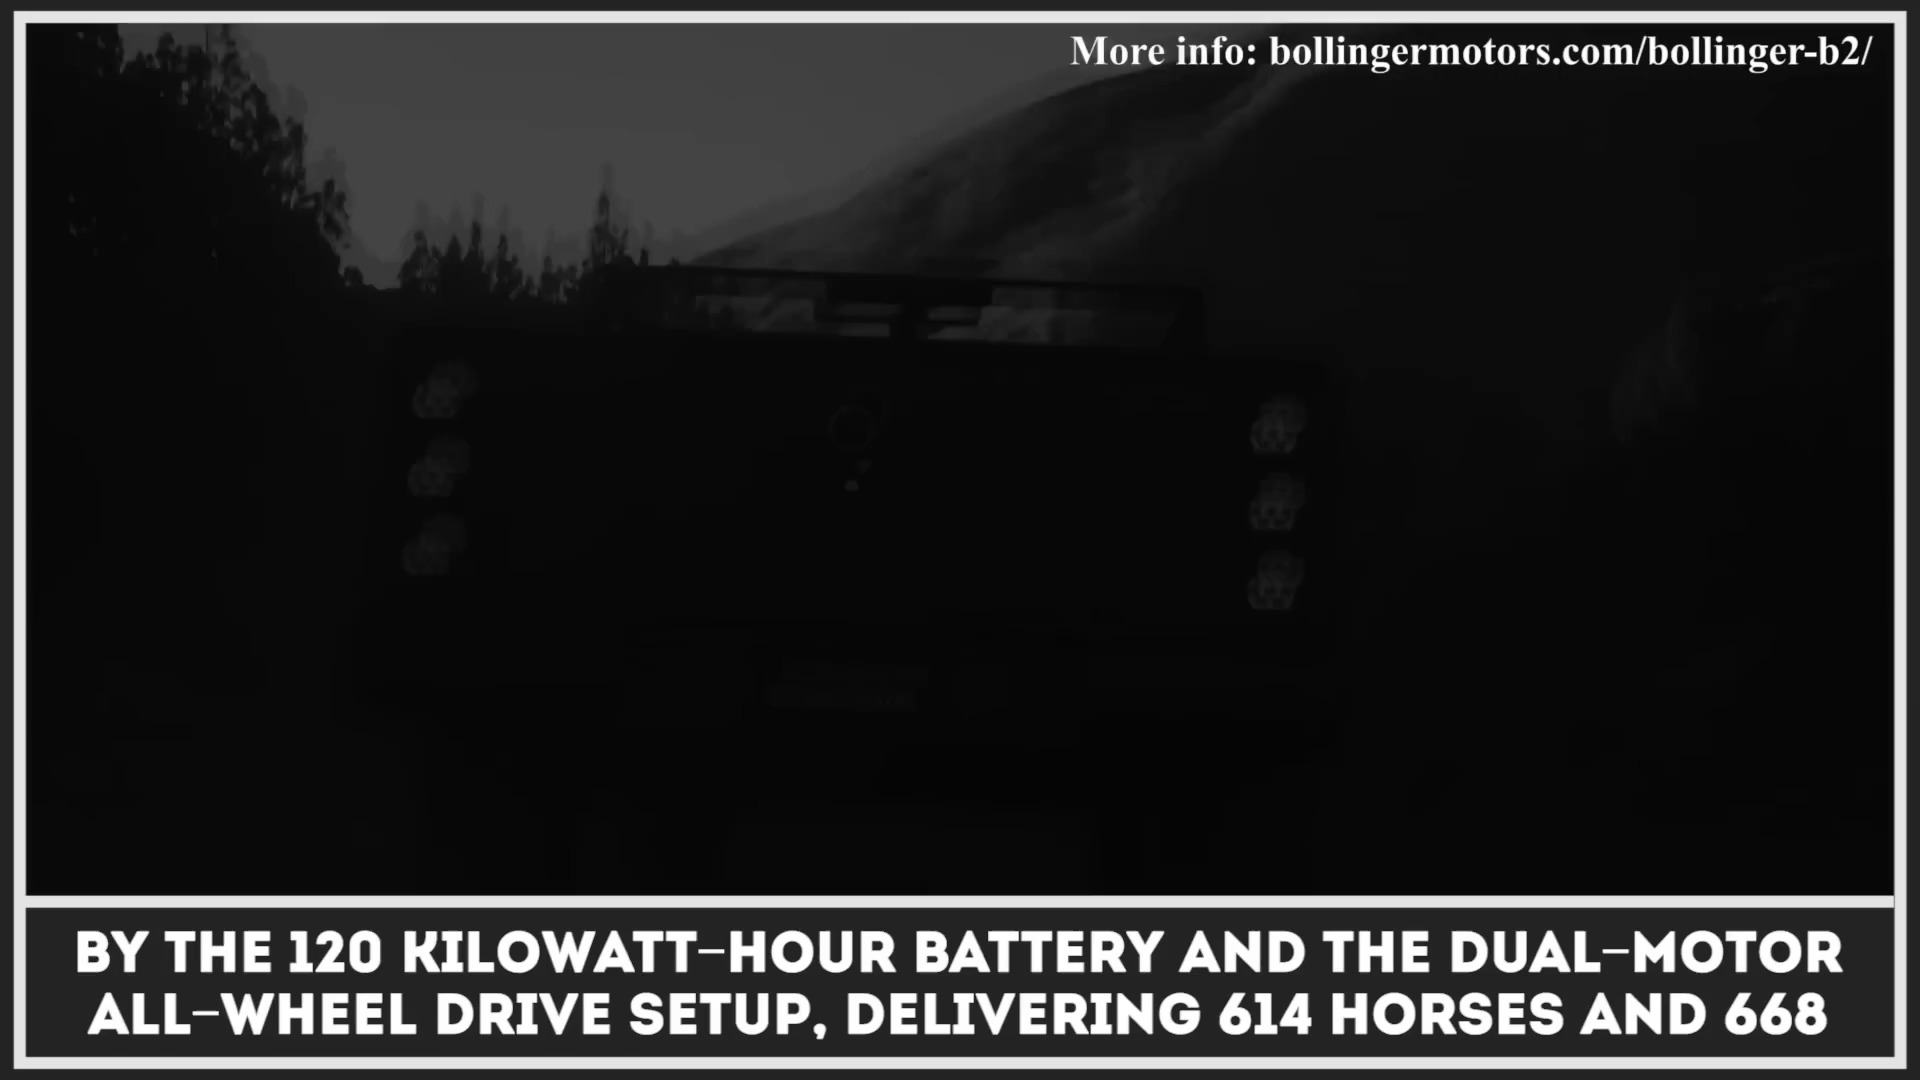 More info: bollingermotors.com/bollinger-b2/
BY THE 120 KILOWATT-HOUR BATTERY AND THE DUAL-MOTOR
ALL-WHEEL DRIVE SETUP, DELIVERING 614 HORSES AND 668